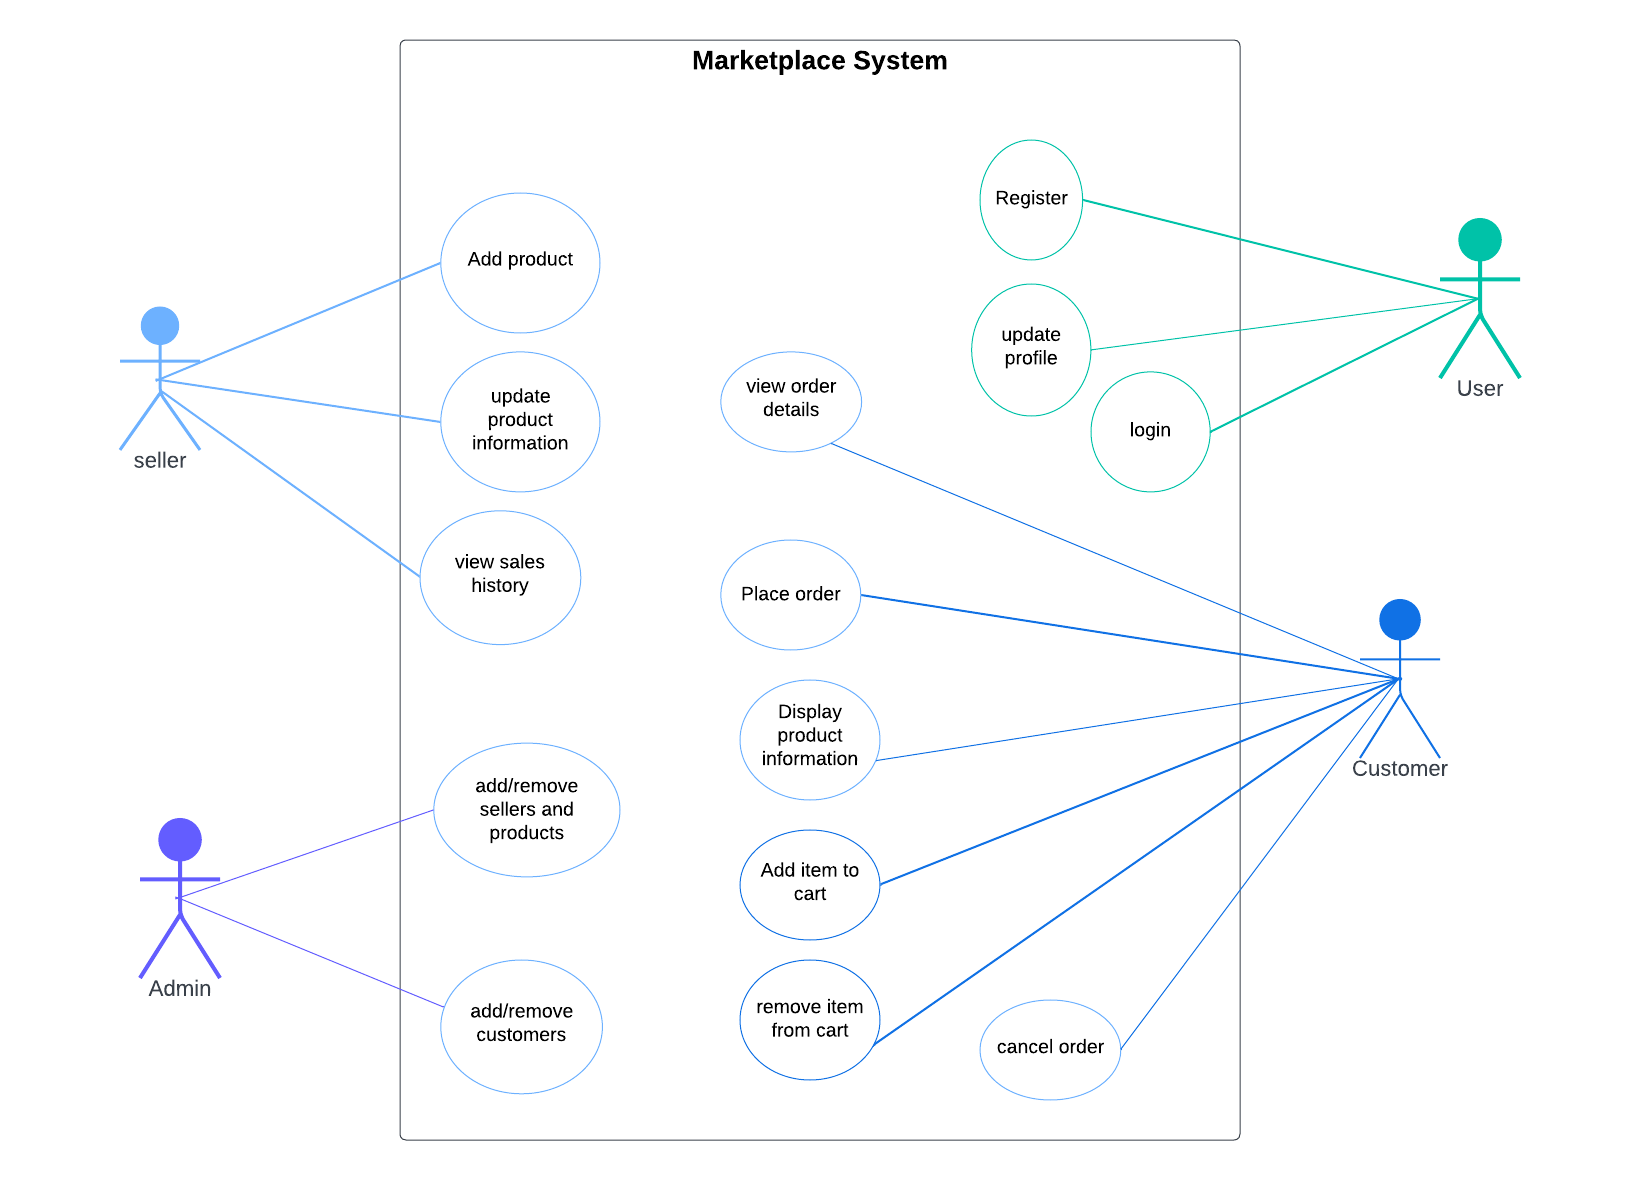 Marketplace System
Register
Add product
update
profile
User
view order
details
update
product
information
login
seller
view sales
history
Place order
Display
product
information
Customer
add/remove
sellers and
products
Add item to
cart
Admin
add/remove
customers
remove item
from cart
cancel order